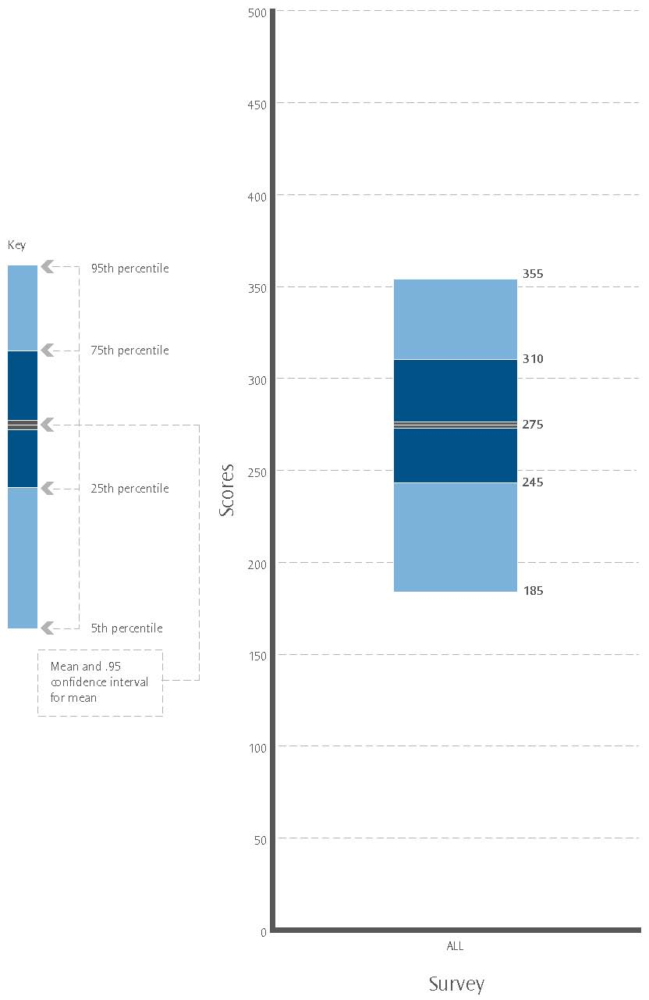 Key
95th percentile
75th percentile
25th percentile
5th percentile
Mean and .95
confidence interval
for mean
Scores
500
450
400
350
300
250
200
150
100
50
0
355
310
275
245
185
ALL
Survey